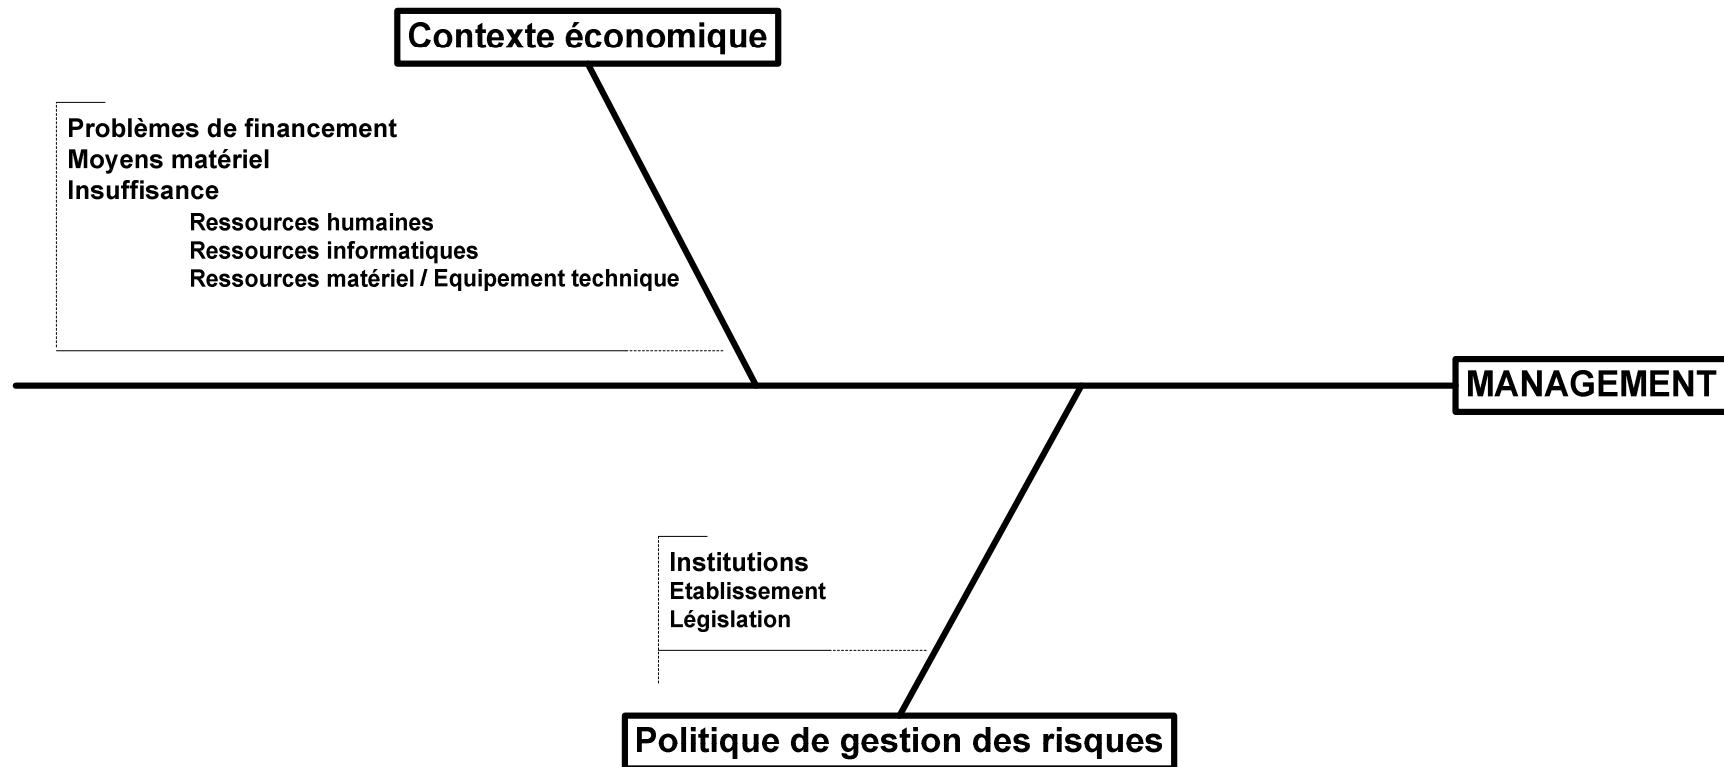 Contexte économique
Problèmes de financement
Moyens matériel
Insuffisance
Ressources humaines
Ressources informatiques
Ressources matériel / Equipement technique
MANAGEMENT
Institutions
Etablissement
Législation
Politique de gestion des risques